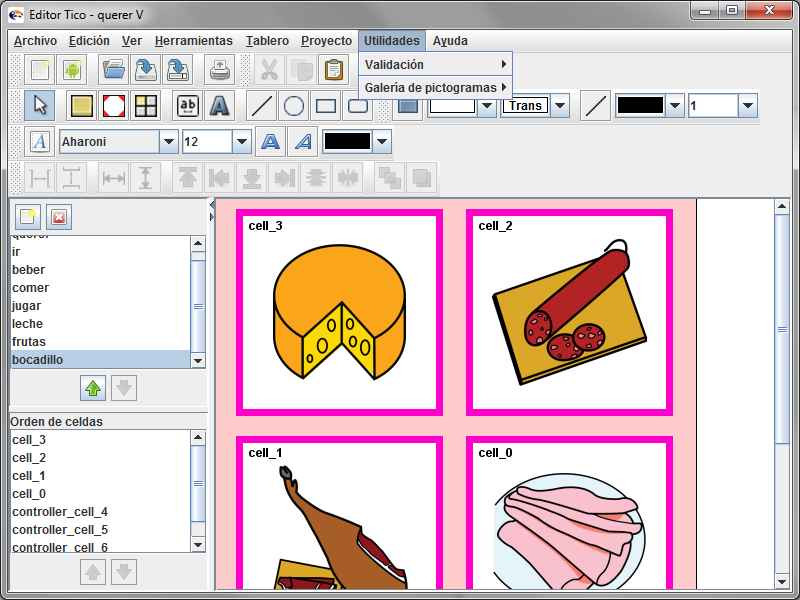 Editor Tico - querer V
Archivo Edición Ver Herramientas Tablero Proyecto Utilidades Ayuda
Validación
Galería de pictogramas
ab A Trans 1
A Aharoni 12 A A
querer
ir
beber
comer
jugar
leche
frutas
bocadillo
Orden de celdas
cell_3
cell_2
cell_1
cell_0
controller_cell_4
controller_cell_5
controller_cell_6
cell_3 cell_2
cell_1 cell_0